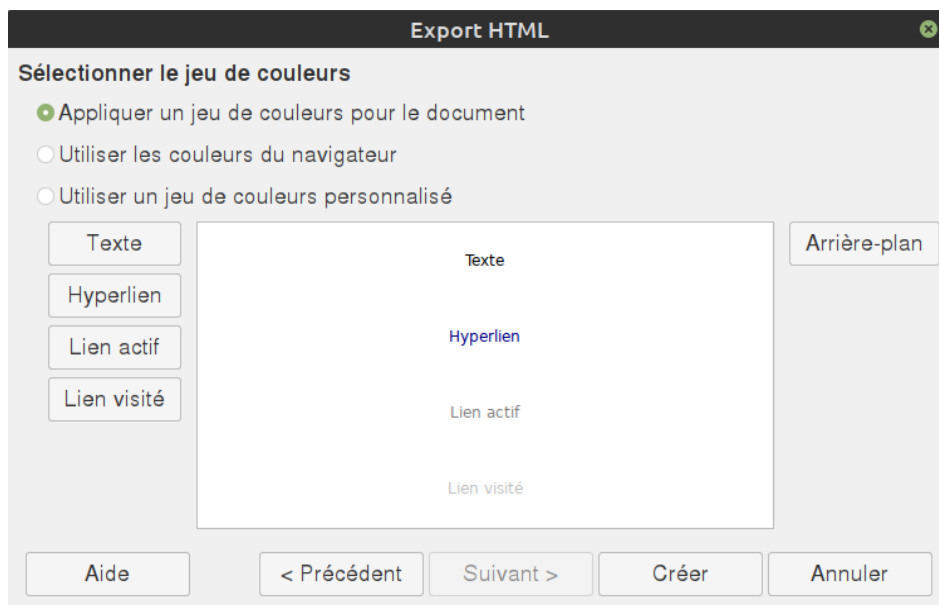 Export HTML
Sélectionner le jeu de couleurs
Appliquer un jeu de couleurs pour le document
Utiliser les couleurs du navigateur
Utiliser un jeu de couleurs personnalisé
Texte
Texte
Arrière-plan
Hyperlien
Hyperlien
Lien actif
Lien actif
Lien visité
Lien visité
Aide
< Précédent
Suivant >
Créer
Annuler